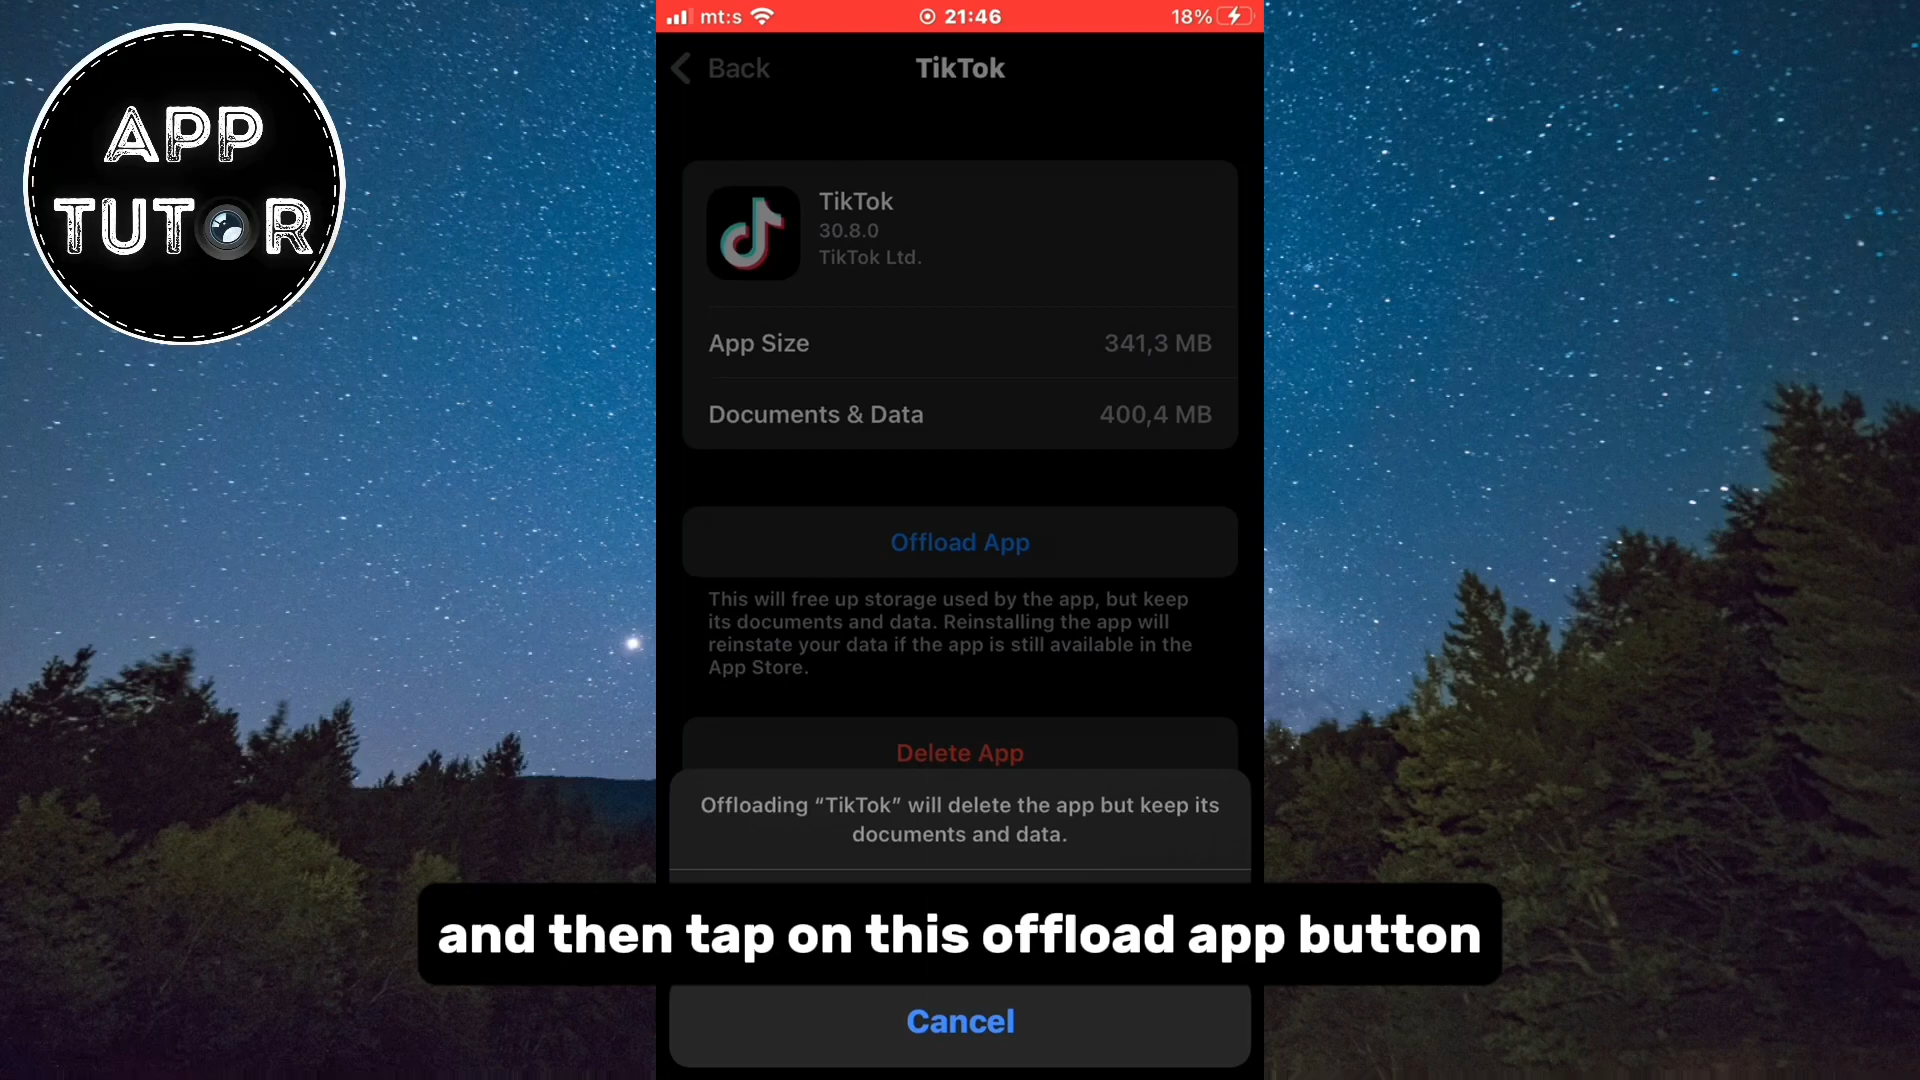 APP
TUTOR
mt:s
21:46
18%
Back
TikTok
TikTok
30.8.0
TikTok Ltd.
App Size
341,3 MB
Documents & Data
400,4 MB
Offload App
This will free up storage used by the app, but keep
its documents and data. Reinstalling the app will
reinstate your data if the app is still available in the
App Store.
Delete App
Offloading “TikTok” will delete the app but keep its
documents and data.
and then tap on this offload app button
Cancel